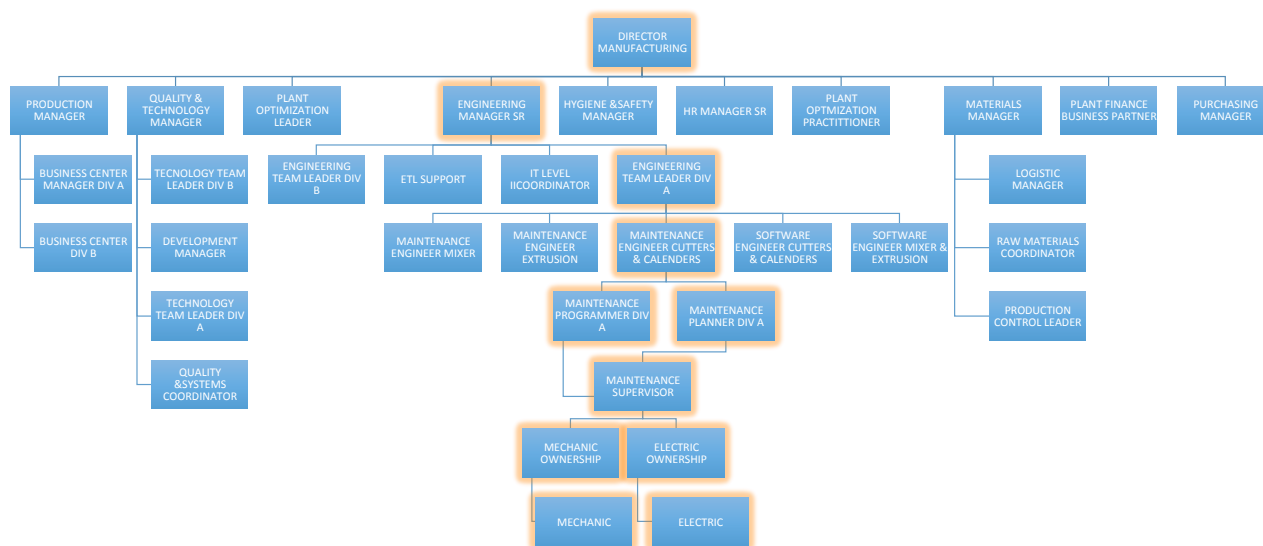 DIRECTOR
MANUFACTURING
PRODUCTION
MANAGER
QUALITY &
TECHNOLOGY
MANAGER
PLANT
OPTIMIZATION
LEADER
ENGINEERING
MANAGER SR
HYGIENE &SAFETY
MANAGER
HR MANAGER SR
PLANT
OPTMIZATION
PRACTITTIONER
MATERIALS
MANAGER
PLANT FINANCE
BUSINESS PARTNER
PURCHASING
MANAGER
BUSINESS CENTER
MANAGER DIV A
BUSINESS CENTER
DIV B
TECNOLOGY TEAM
LEADER DIV B
DEVELOPMENT
MANAGER
TECHNOLOGY
TEAM LEADER DIV
A
QUALITY
&SYSTEMS
COORDINATOR
ENGINEERING
TEAM LEADER DIV
B
ETL SUPPORT
IT LEVEL
IICOORDINATOR
ENGINEERING
TEAM LEADER DIV
A
MAINTENANCE
ENGINEER MIXER
MAINTENANCE
ENGINEER
EXTRUSION
MAINTENANCE
ENGINEER CUTTERS
& CALENDERS
SOFTWARE
ENGINEER CUTTERS
& CALENDERS
SOFTWARE
ENGINEER MIXER &
EXTRUSION
MAINTENANCE
PROGRAMMER DIV
A
MAINTENANCE
PLANNER DIV A
MAINTENANCE
SUPERVISOR
MECHANIC
OWNERSHIP
ELECTRIC
OWNERSHIP
MECHANIC
ELECTRIC
LOGISTIC
MANAGER
RAW MATERIALS
COORDINATOR
PRODUCTION
CONTROL LEADER